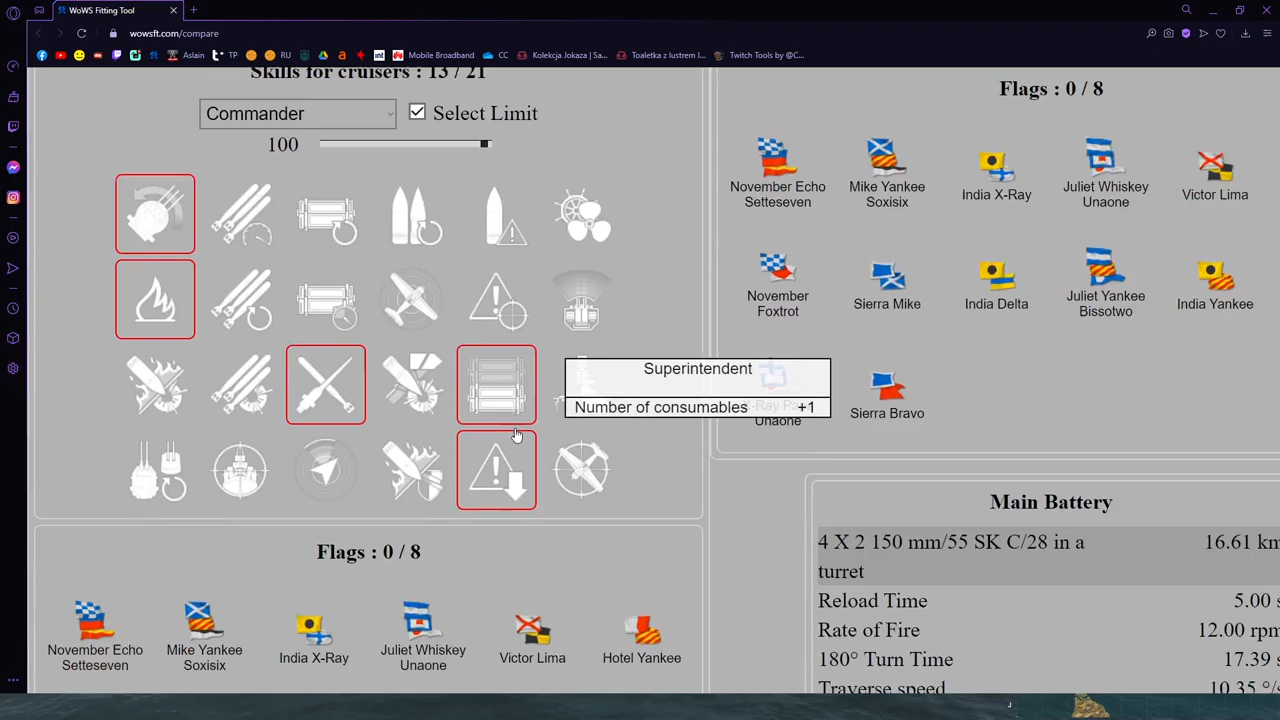 WoWS Fitting Tool
wowsft.com/compare
Aslain
TP
RU
int
Mobile Broadband
CC
Kolekcja Jokaza | Sa...
Toaletka z lustrem l...
Twitch Tools by @C...
Skills for cruisers : 13 / 21
Commander
Select Limit
100
Superintendent
Number of consumables +1
Flags : 0 / 8
November Echo
Setteseven
Mike Yankee
Soxisix
India X-Ray
Juliet Whiskey
Unaone
Victor Lima
Hotel Yankee
Flags : 0 / 8
November Echo
Setteseven
Mike Yankee
Soxisix
India X-Ray
Juliet Whiskey
Unaone
Victor Lima
November
Foxtrot
Sierra Mike
India Delta
Juliet Yankee
Bissotwo
India Yankee
X-Ray Pa
Unaone
Sierra Bravo
Main Battery
4 X 2 150 mm/55 SK C/28 in a
turret
16.61 km
Reload Time 5.00 s
Rate of Fire 12.00 rpm
180° Turn Time 17.39 s
Traverse speed 10.35 °/s